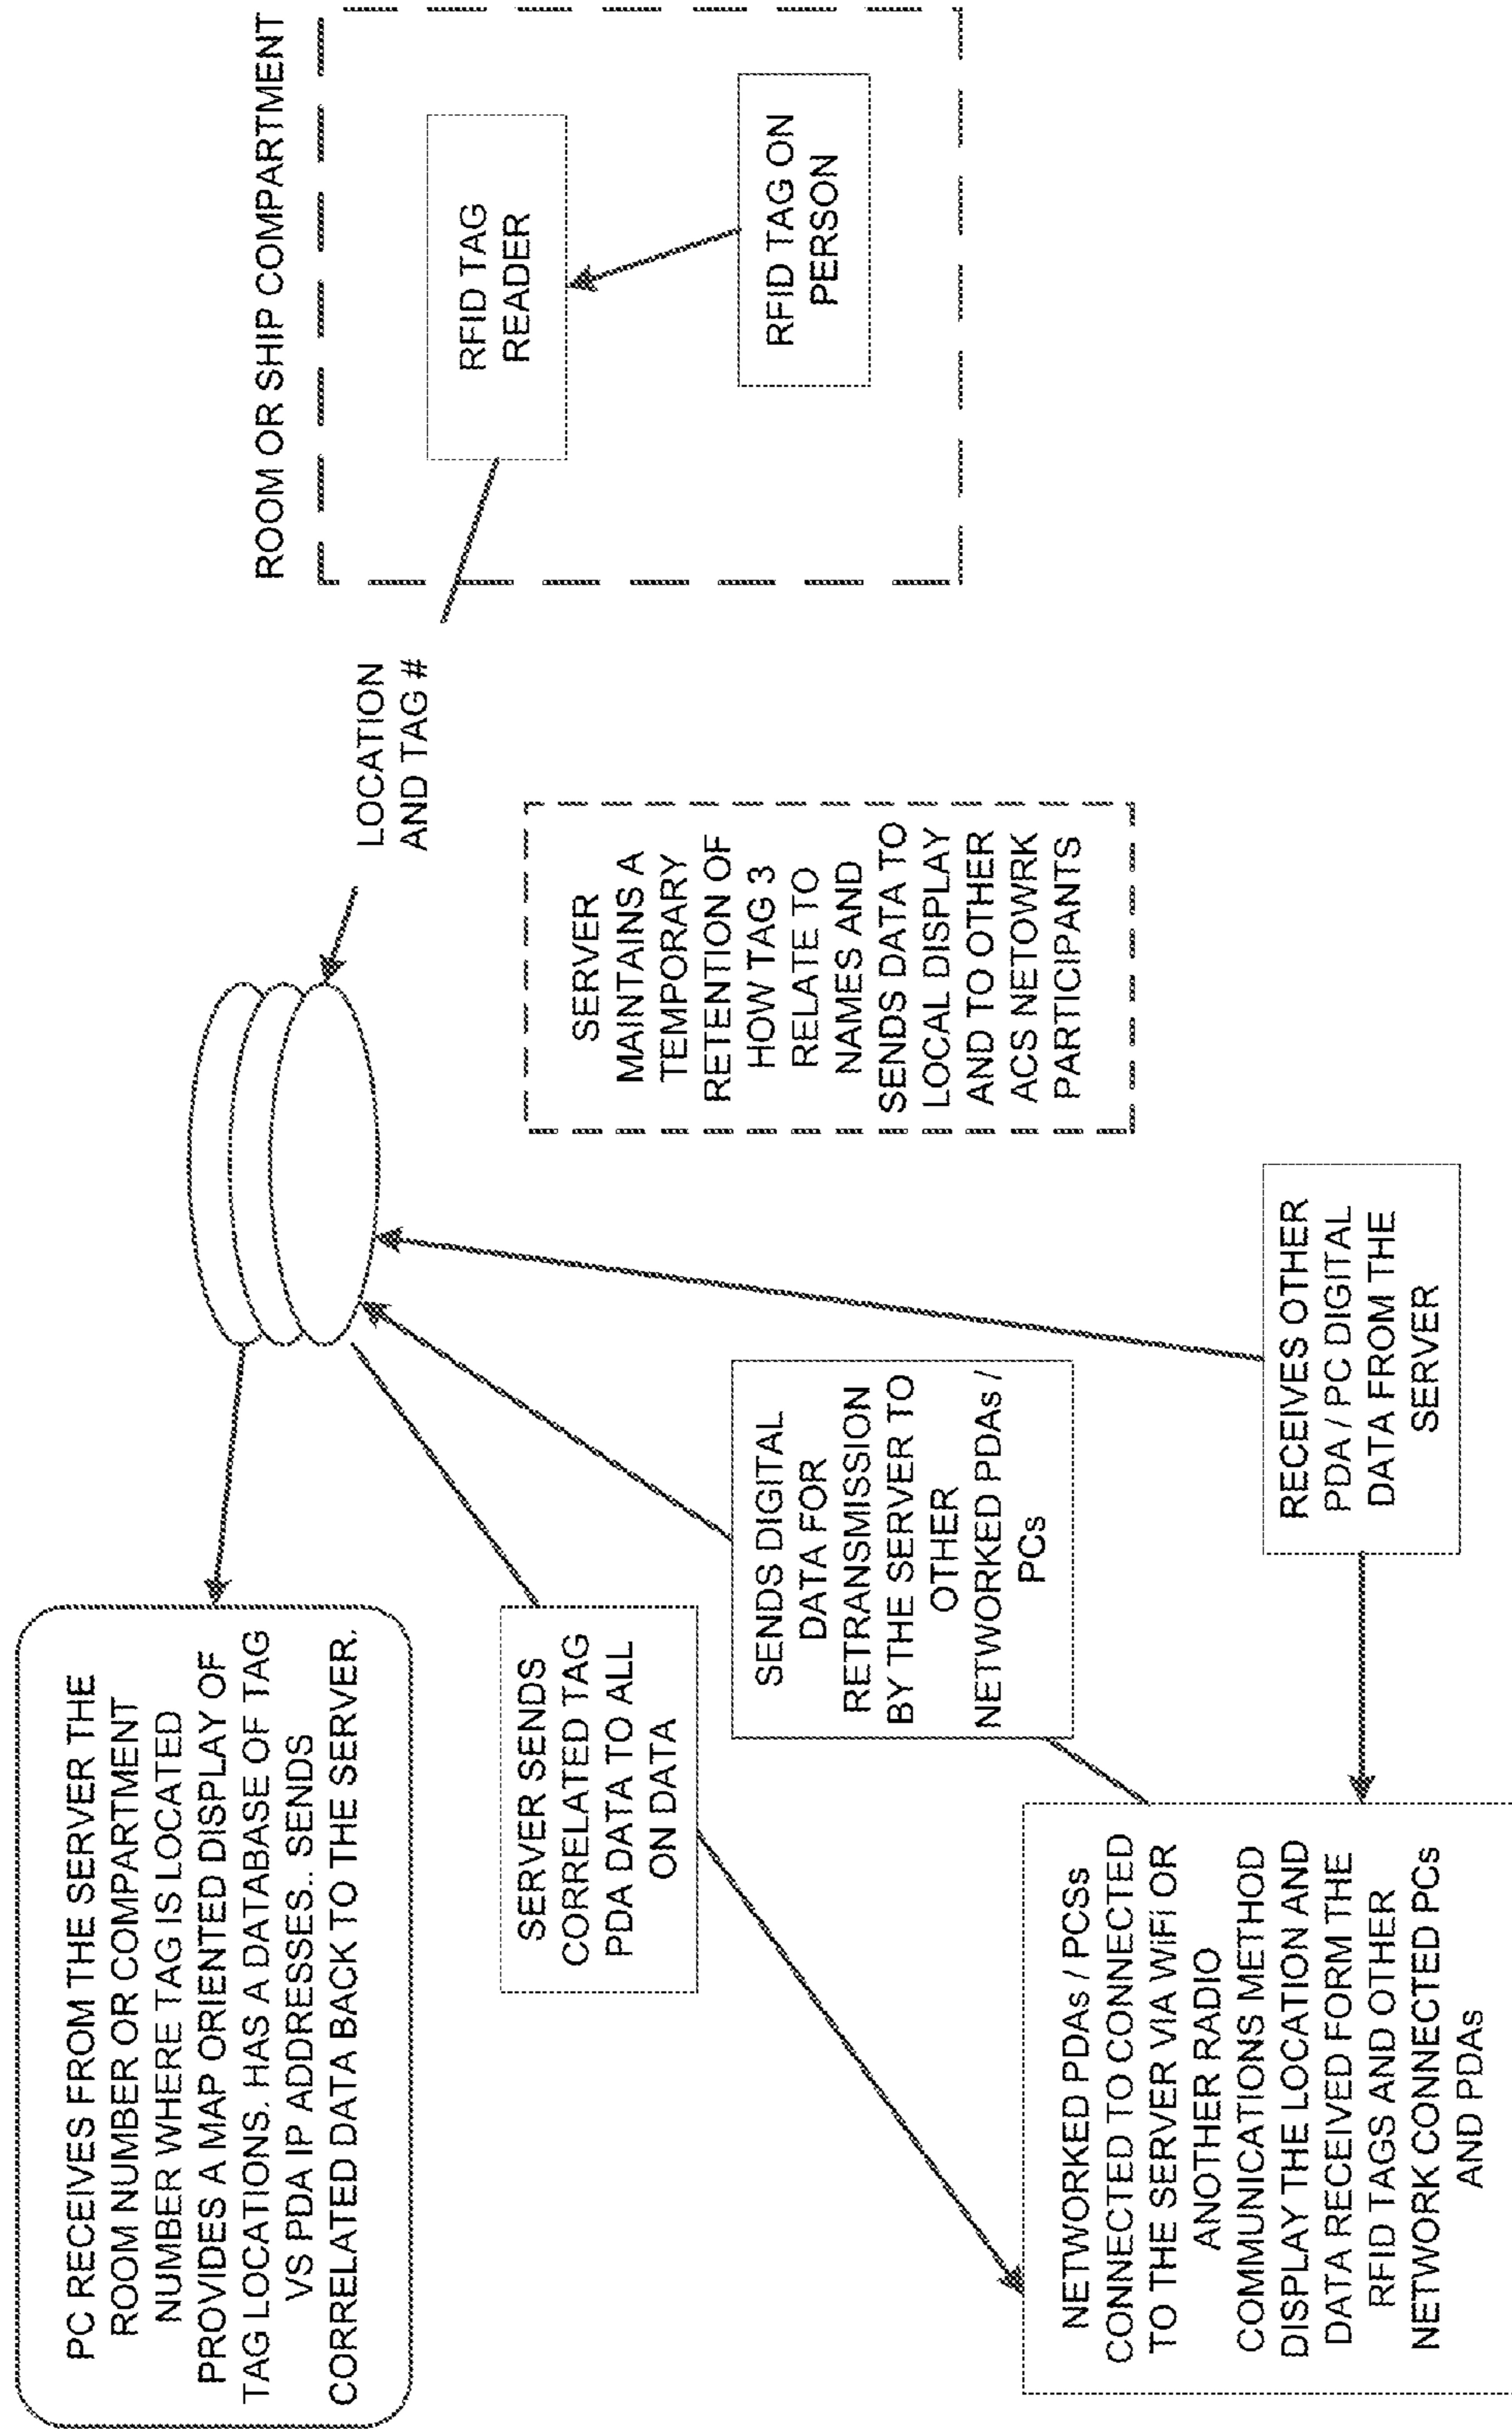 PC RECEIVES FROM THE SERVER THE
ROOM NUMBER OR COMPARTMENT
NUMBER WHERE TAG IS LOCATED
PROVIDES A MAP ORIENTED DISPLAY OF
TAG LOCATIONS. HAS A DATABASE OF TAG
VS PDA IP ADDRESSES.. SENDS
CORRELATED DATA BACK TO THE SERVER.
ROOM OR SHIP COMPARTMENT
RFID TAG
READER
RFID TAG ON
PERSON
LOCATION
AND TAG #
SERVER SENDS
CORRELATED TAG
PDA DATA TO ALL
ON DATA
SERVER
MAINTAINS A
TEMPORARY
RETENTION OF
HOW TAG 3
RELATE TO
NAMES AND
SENDS DATA TO
LOCAL DISPLAY
AND TO OTHER
ACS NETOWRK
PARTICIPANTS
SENDS DIGITAL
DATA FOR
RETRANSMISSION
BY THE SERVER TO
OTHER
NETWORKED PDAs /
PCs
NETWORKED PDAs / PCSs
CONNECTED TO CONNECTED
TO THE SERVER VIA WiFi OR
ANOTHER RADIO
COMMUNICATIONS METHOD
DISPLAY THE LOCATION AND
DATA RECEIVED FORM THE
RFID TAGS AND OTHER
NETWORK CONNECTED PCs
AND PDAs
RECEIVES OTHER
PDA / PC DIGITAL
DATA FROM THE
SERVER